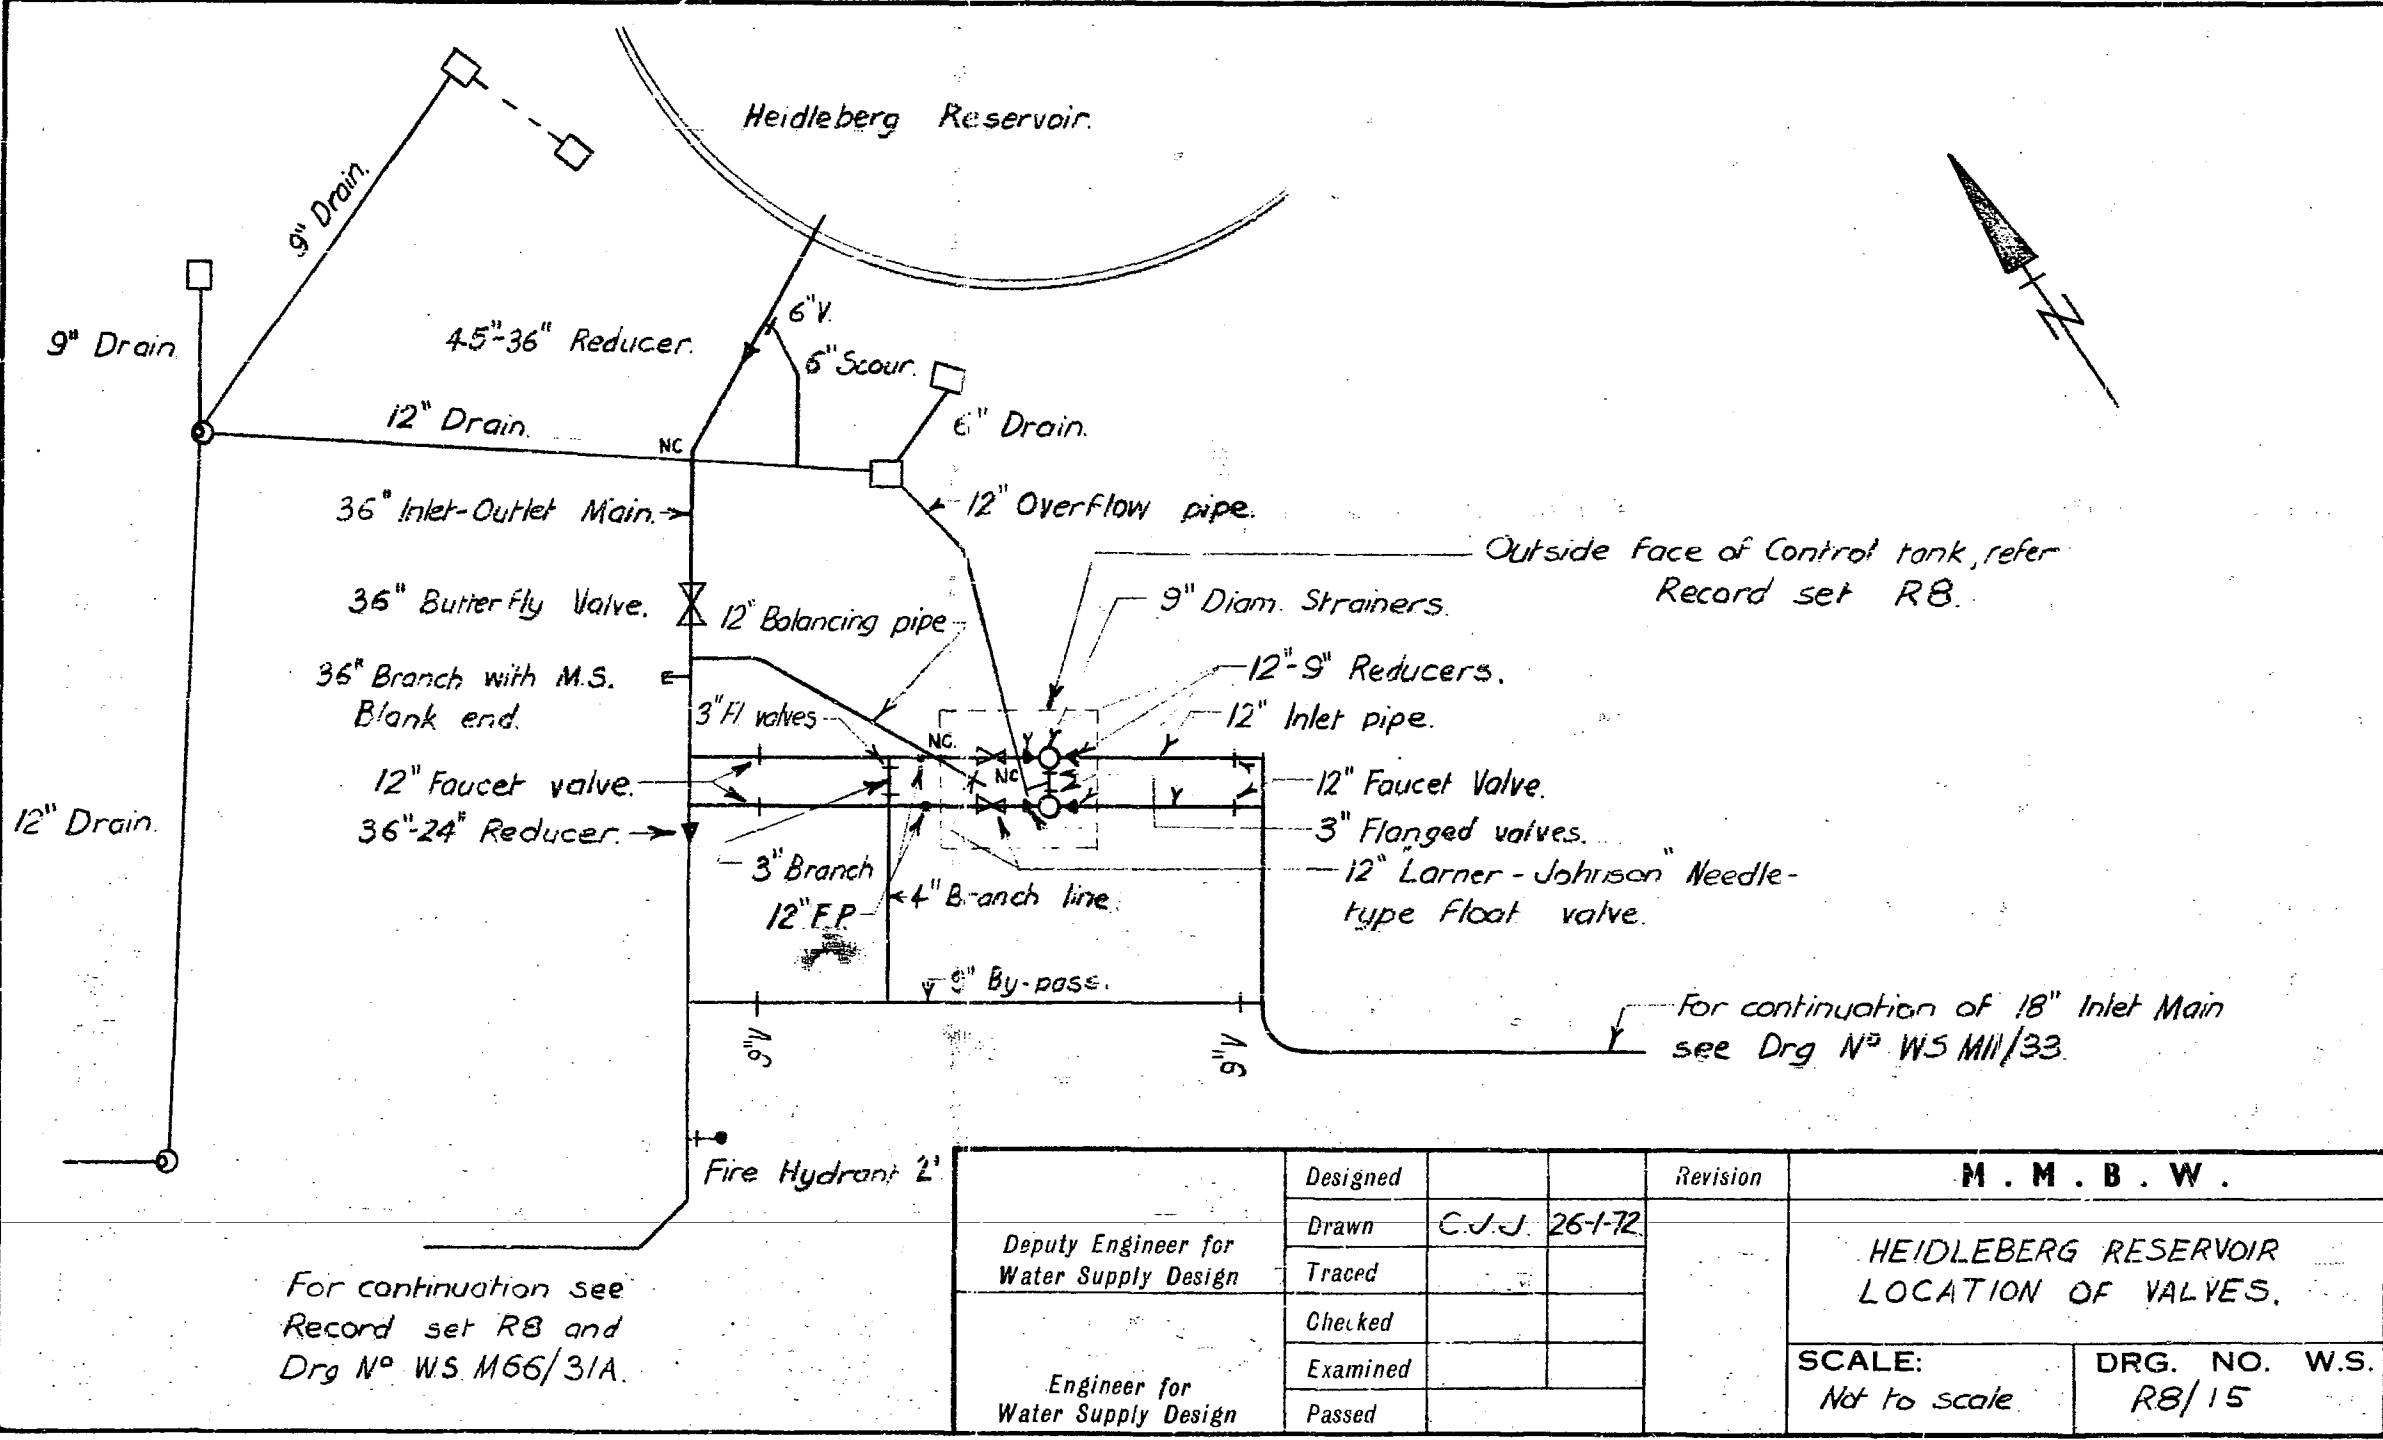 Heidleberg Reservoir.
9" Drain.
6"V.
45"-36" Reducer.
9" Drain
6" Scour.
12" Drain.
6" Drain.
NC
N
36" Inlet-Outlet Main.
12" Overflow pipe.
Outside face of Control tank, refer
Record set R8.
36" Butterfly Valve.
12" Balancing pipe
9" Diam. Strainers.
36" Branch with M.S.
Blank end.
12"-9" Reducers.
3" Fl valves
12" Inlet pipe.
NC.
NC
12" Faucet valve.
12" Faucet Valve.
12" Drain.
36"-24" Reducer.
3" Flanged valves.
3" Branch
12" "Larner-Johnson" Needle-
type Float valve.
4" Branch line.
12" F.P.
9" By-pass.
9"V
9"V
For continuation of 18" Inlet Main
see Drg Nº WS M11/33.
Fire Hydrant 2'
For continuation see
Record set R8 and
Drg Nº W.S. M66/31A.
Deputy Engineer for
Water Supply Design
Engineer for
Water Supply Design
Designed
Drawn C.J.J. 26-1-72
Traced
Checked
Examined
Passed
Revision
M.M.B.W.
HEIDLEBERG RESERVOIR
LOCATION OF VALVES.
SCALE:
Not to scale
DRG. NO. W.S.
R8/15